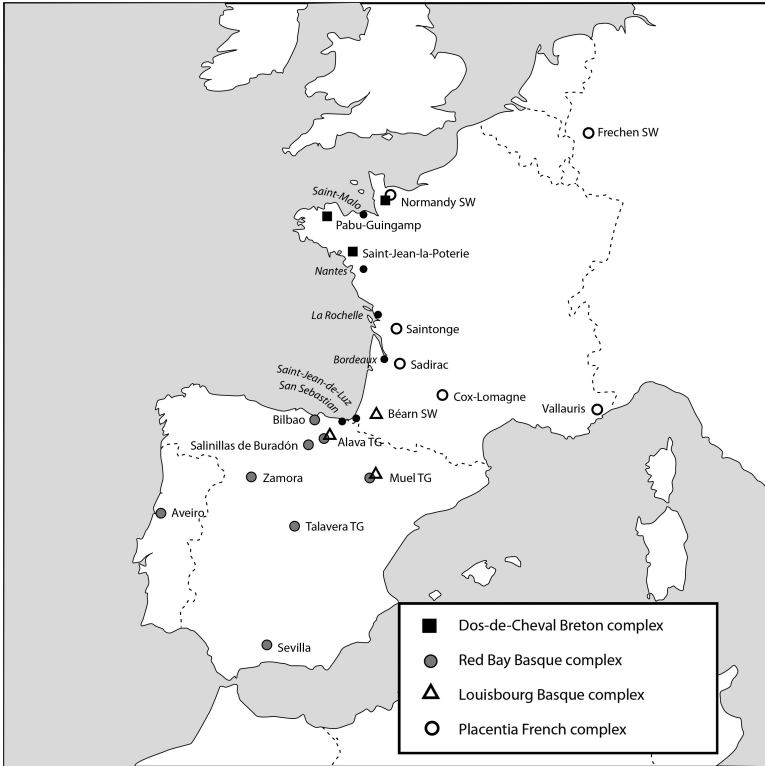 Frechen SW
Saint-Malo
Normandy SW
Pabu-Guingamp
Saint-Jean-la-Poterie
Nantes
La Rochelle
Saintonge
Bordeaux
Sadirac
Saint-Jean-de-Luz
San Sebastian
Cox-Lomagne
Vallauris
Béarn SW
Bilbao
Alava TG
Salinillas de Buradón
Zamora
Muel TG
Aveiro
Talavera TG
Sevilla
Dos-de-Cheval Breton complex
Red Bay Basque complex
Louisbourg Basque complex
Placentia French complex